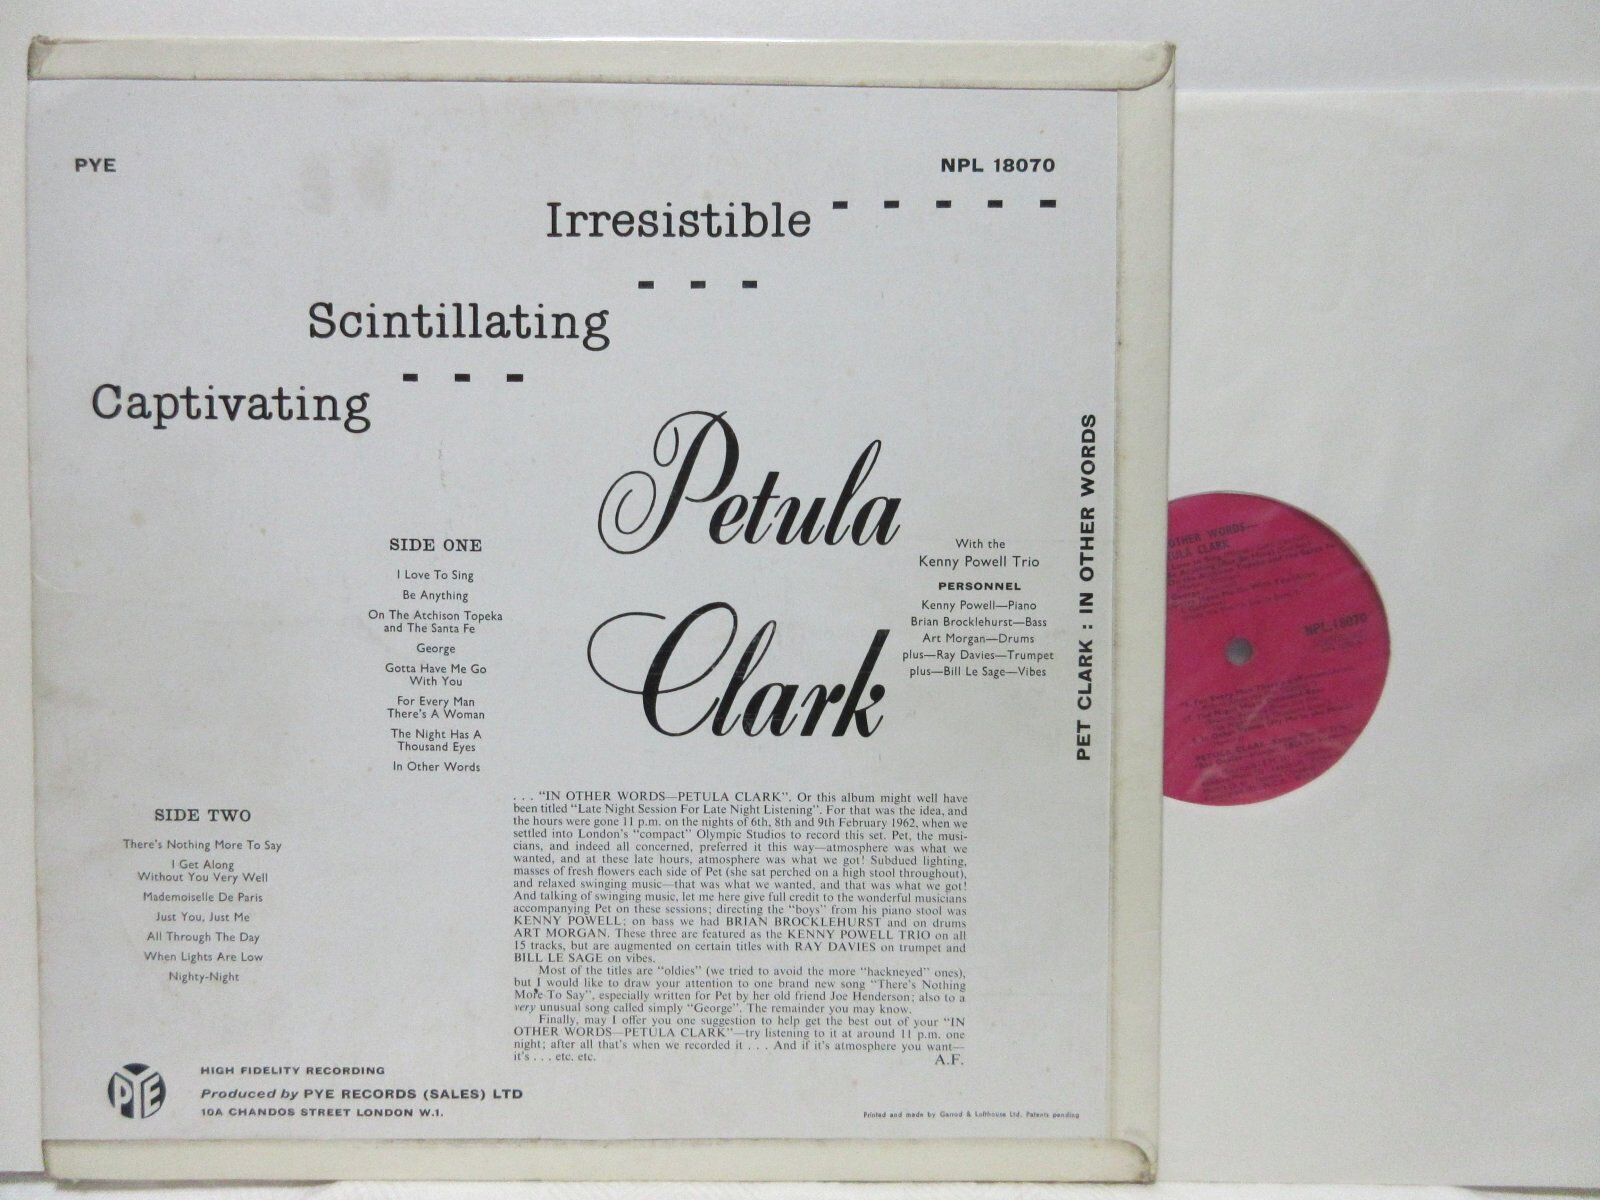 PYE
NPL 18070
Irresistible - - - - -
- - -
Scintillating
- - -
Captivating
Petula
Clark
SIDE ONE
I Love To Sing
Be Anything
On The Atchison Topeka
and The Santa Fe
George
Gotta Have Me Go
With You
For Every Man
There's A Woman
The Night Has A
Thousand Eyes
In Other Words
With the
Kenny Powell Trio
PERSONNEL
Kenny Powell—Piano
Brian Brocklehurst—Bass
Art Morgan—Drums
plus—Ray Davies—Trumpet
plus—Bill Le Sage—Vibes
PET CLARK : IN OTHER WORDS
SIDE TWO
There's Nothing More To Say
I Get Along
Without You Very Well
Mademoiselle De Paris
Just You, Just Me
All Through The Day
When Lights Are Low
Nighty-Night
. . . "IN OTHER WORDS—PETULA CLARK". Or this album might well have
been titled "Late Night Session For Late Night Listening". For that was the idea, and
the hours were gone 11 p.m. on the nights of 6th, 8th and 9th February 1962, when we
settled into London's "compact" Olympic Studios to record this set. Pet, the musi-
cians, and indeed all concerned, preferred it this way—atmosphere was what we
wanted, and at these late hours, atmosphere was what we got! Subdued lighting,
masses of fresh flowers each side of Pet (she sat perched on a high stool throughout),
and relaxed swinging music—that was what we wanted, and that was what we got!
And talking of swinging music, let me here give full credit to the wonderful musicians
accompanying Pet on these sessions; directing the "boys" from his piano stool was
KENNY POWELL; on bass we had BRIAN BROCKLEHURST and on drums
ART MORGAN. These three are featured as the KENNY POWELL TRIO on all
15 tracks, but are augmented on certain titles with RAY DAVIES on trumpet and
BILL LE SAGE on vibes.
Most of the titles are "oldies" (we tried to avoid the more "hackneyed" ones),
but I would like to draw your attention to one brand new song "There's Nothing
More To Say", especially written for Pet by her old friend Joe Henderson; also to a
very unusual song called simply "George". The remainder you may know.
Finally, may I offer you one suggestion to help get the best out of your "IN
OTHER WORDS—PETULA CLARK"—try listening to it at around 11 p.m. one
night; after all that's when we recorded it . . . And if it's atmosphere you want—
it's . . . etc. etc.
A.F.
PYE
HIGH FIDELITY RECORDING
Produced by PYE RECORDS (SALES) LTD
10A CHANDOS STREET LONDON W.1.
Printed and made by Garrod & Lofthouse Ltd. Patents pending
OTHER WORDS—
ULA CLARK
NPL.18070